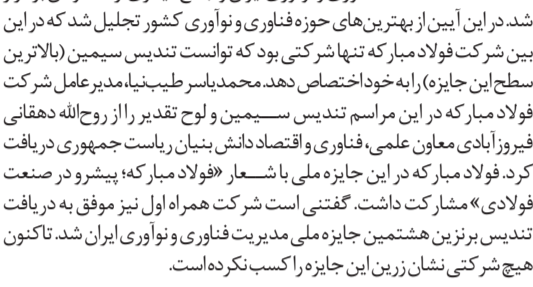 شد. در این آیین از بهترین‌های حوزه فناوری و نوآوری کشور تجلیل شد که در این
بین شرکت فولاد مبارکه تنها شرکتی بود که توانست تندیس سیمین (بالاترین
سطح این جایزه) را به خود اختصاص دهد. محمدیاسر طیب‌نیا، مدیرعامل شرکت
فولاد مبارکه در این مراسم تندیس سیمین و لوح تقدیر را از روح‌الله دهقانی
فیروزآبادی معاون علمی، فناوری و اقتصاد دانش بنیان ریاست جمهوری دریافت
کرد. فولاد مبارکه در این جایزه ملی با شعار «فولاد مبارکه؛ پیشرو در صنعت
فولادی» مشارکت داشت. گفتنی است شرکت همراه اول نیز موفق به دریافت
تندیس برنزین هشتمین جایزه ملی مدیریت فناوری و نوآوری ایران شد. تاکنون
هیچ شرکتی نشان زرین این جایزه را کسب نکرده است.